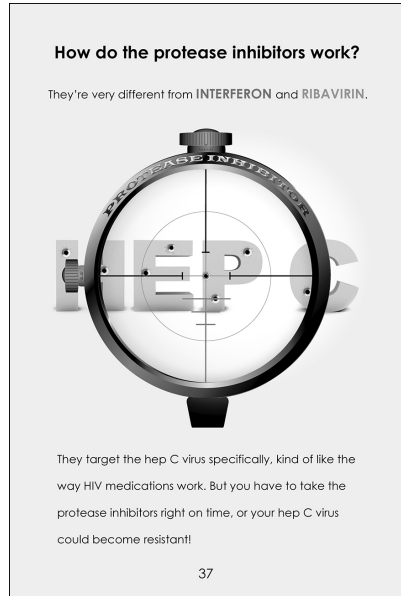 How do the protease inhibitors work?
They're very different from INTERFERON and RIBAVIRIN.
PROTEASE INHIBITOR
HEP C
They target the hep C virus specifically, kind of like the
way HIV medications work. But you have to take the
protease inhibitors right on time, or your hep C virus
could become resistant!
37